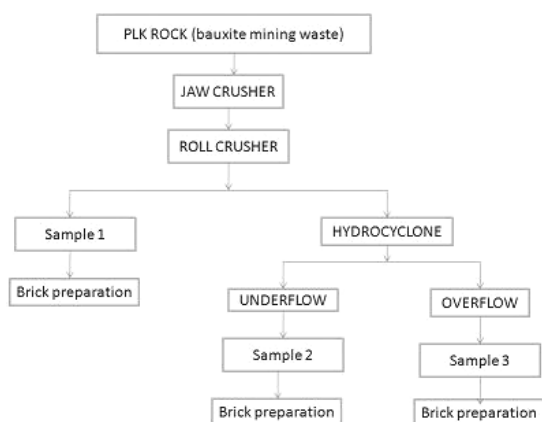 PLK ROCK (bauxite mining waste)
JAW CRUSHER
ROLL CRUSHER
Sample 1
HYDROCYCLONE
Brick preparation
UNDERFLOW
OVERFLOW
Sample 2
Sample 3
Brick preparation
Brick preparation